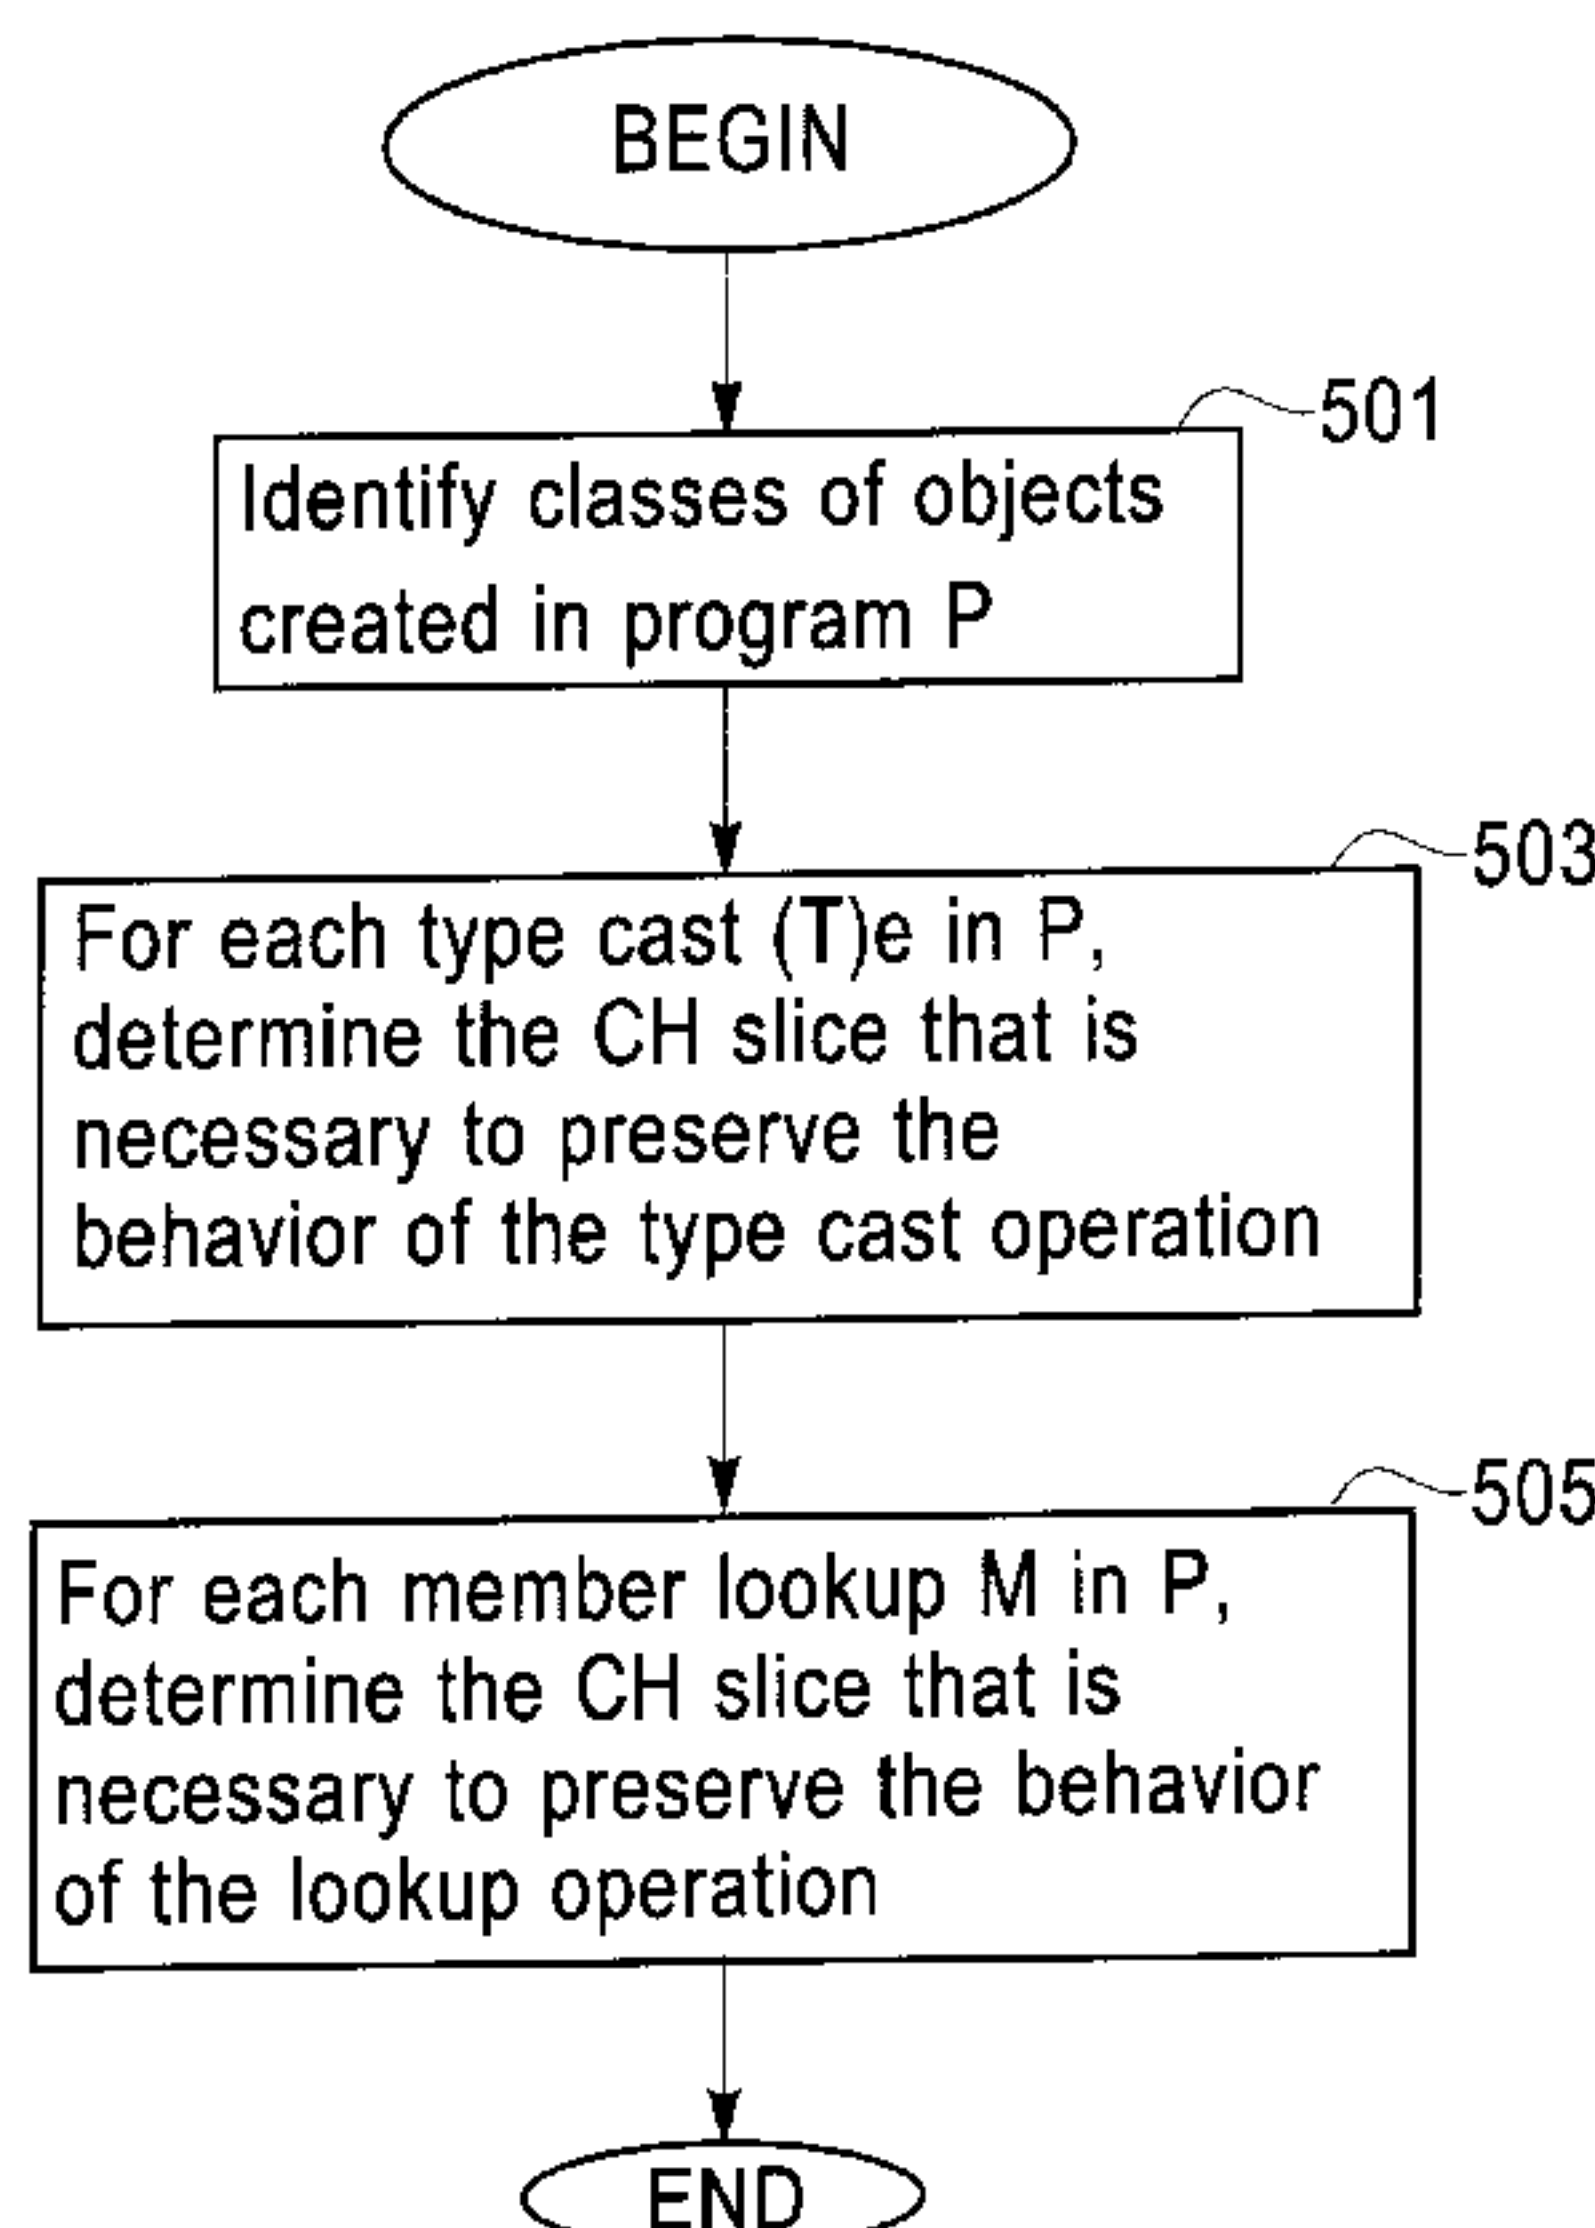 BEGIN
501
Identify classes of objects
created in program P
503
For each type cast (T)e in P,
determine the CH slice that is
necessary to preserve the
behavior of the type cast operation
505
For each member lookup M in P,
determine the CH slice that is
necessary to preserve the behavior
of the lookup operation
END